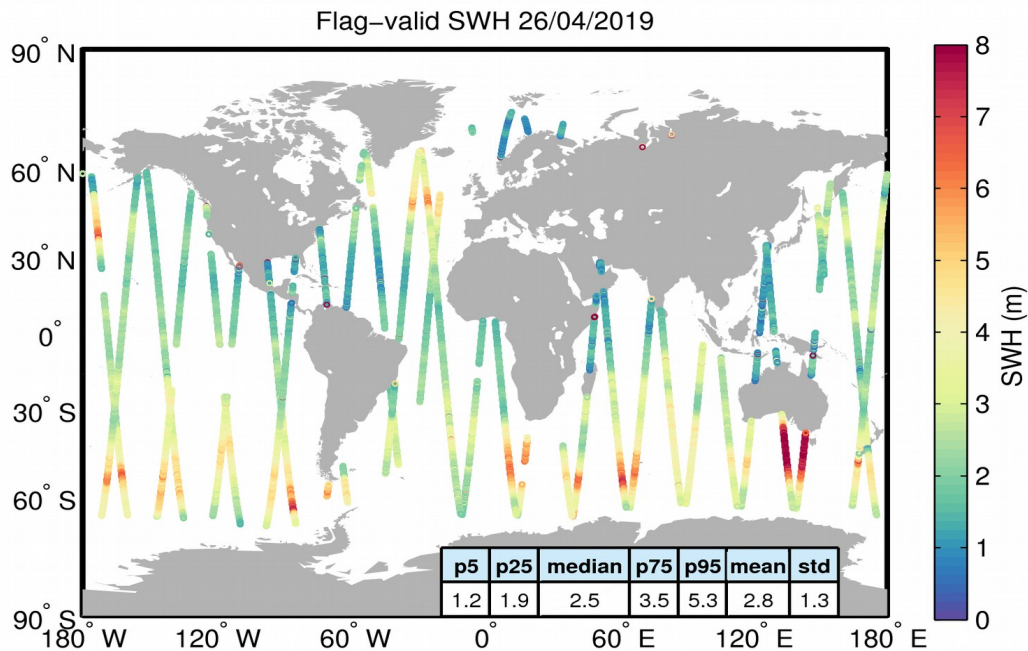 Flag-valid SWH 26/04/2019
90° N
60° N
30° N
0°
30° S
60° S
90° S
180° W
120° W
60° W
0°
60° E
120° E
180° E
p5 p25 median p75 p95 mean std
1.2 1.9 2.5 3.5 5.3 2.8 1.3
8
7
6
5
4
3
2
1
0
SWH (m)